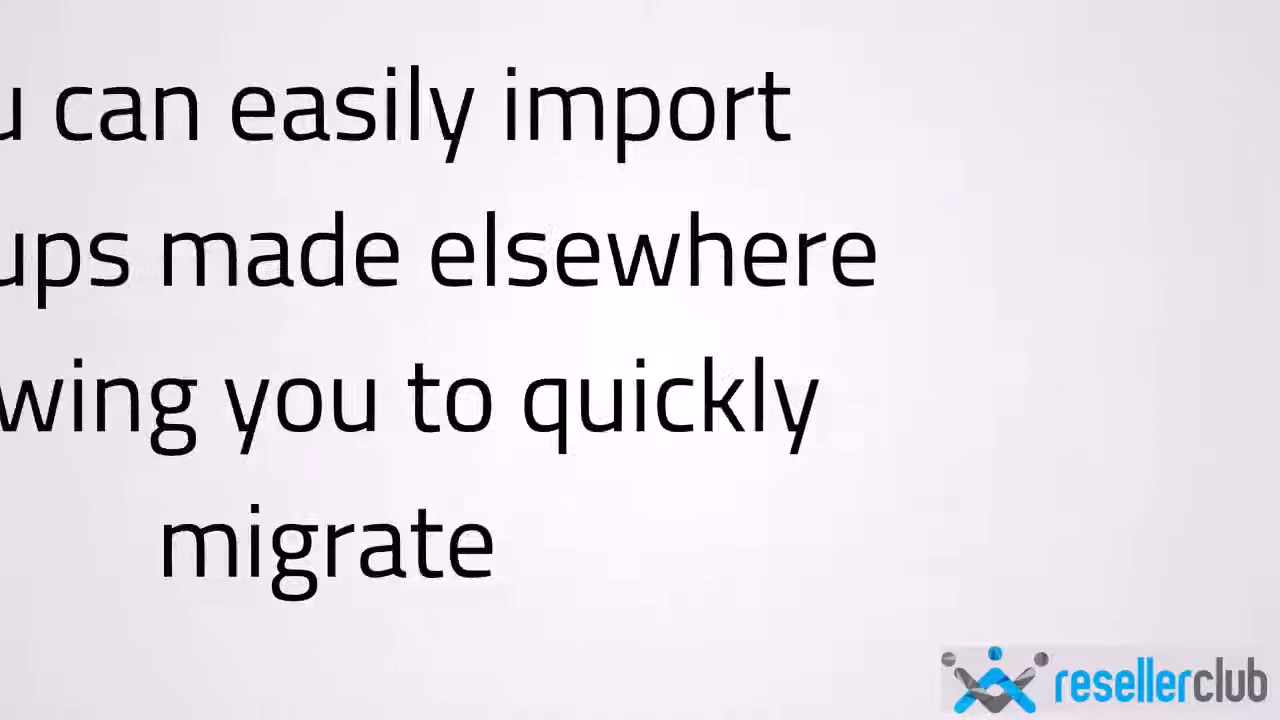 u can easily import
ups made elsewhere
wing you to quickly
migrate
resellerclub